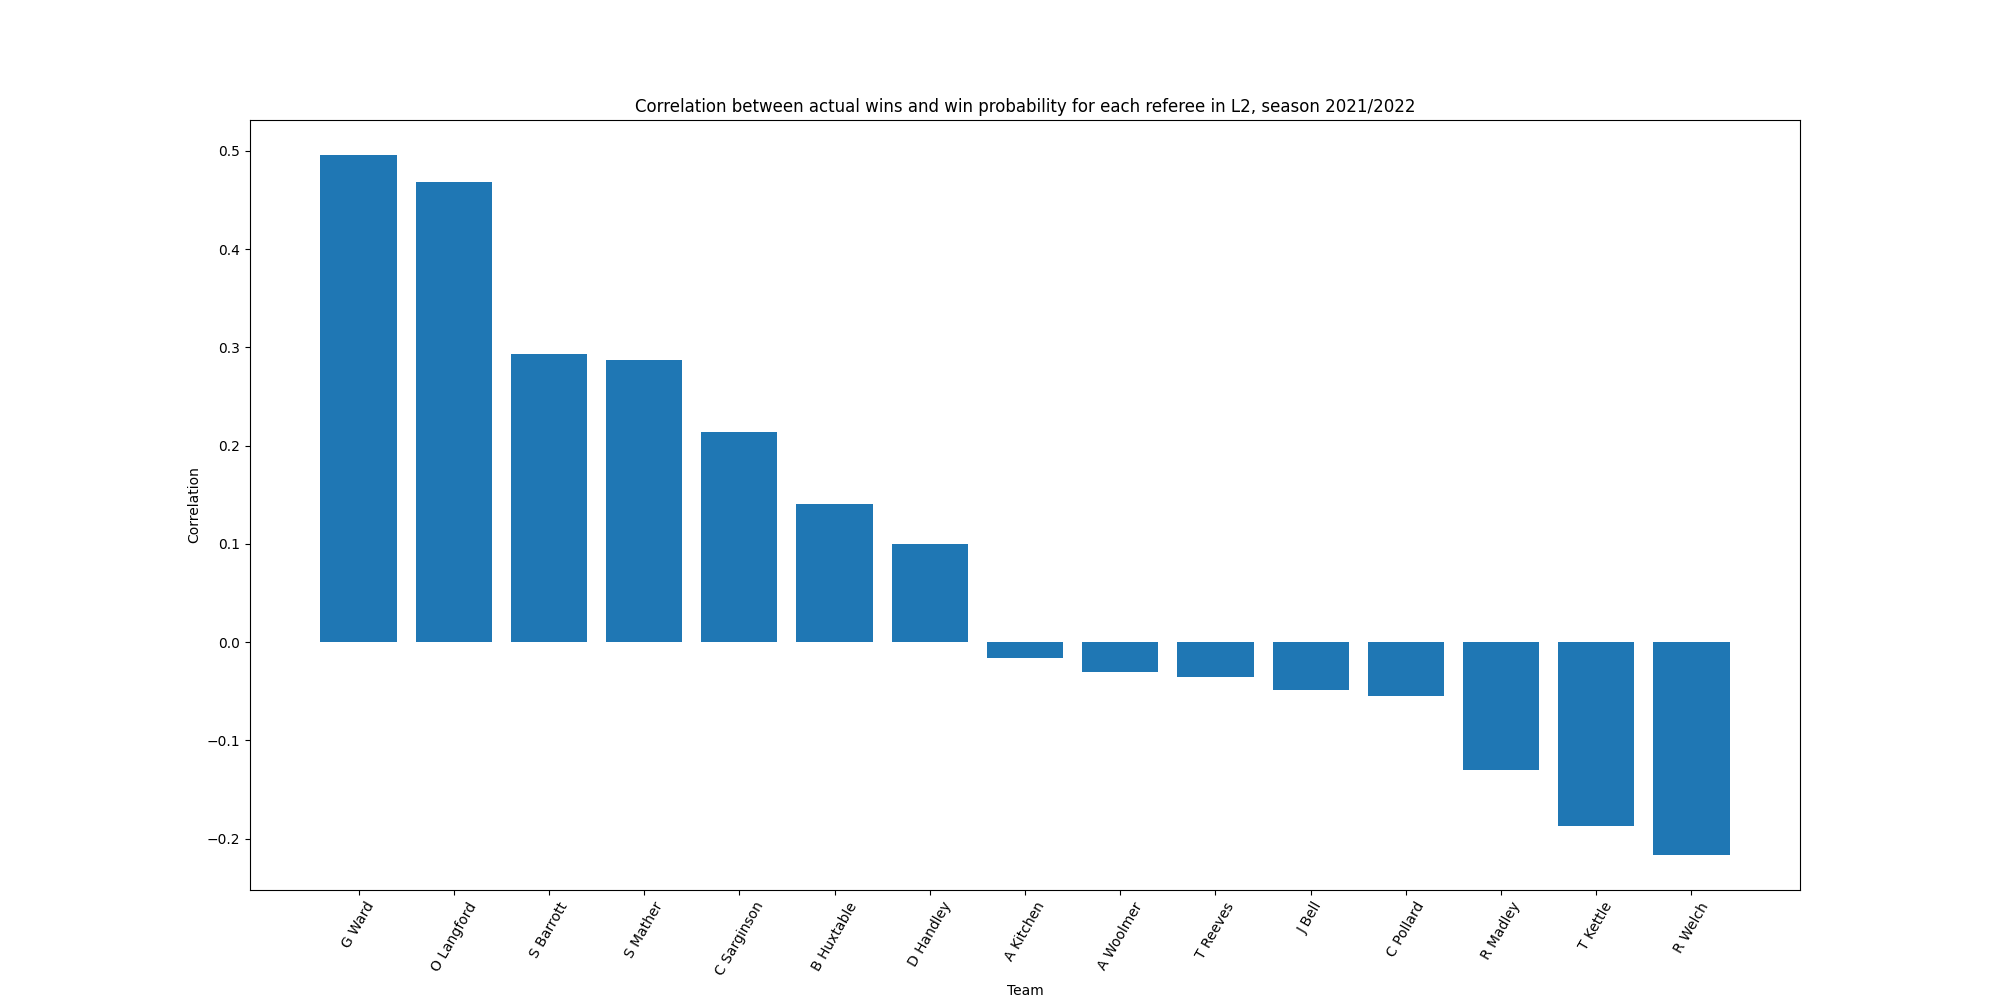 Correlation between actual wins and win probability for each referee in L2, season 2021/2022
Correlation
0.5
0.4
0.3
0.2
0.1
0.0
−0.1
−0.2
G Ward
O Langford
S Barrott
S Mather
C Sarginson
B Huxtable
D Handley
A Kitchen
A Woolmer
T Reeves
J Bell
C Pollard
R Madley
T Kettle
R Welch
Team